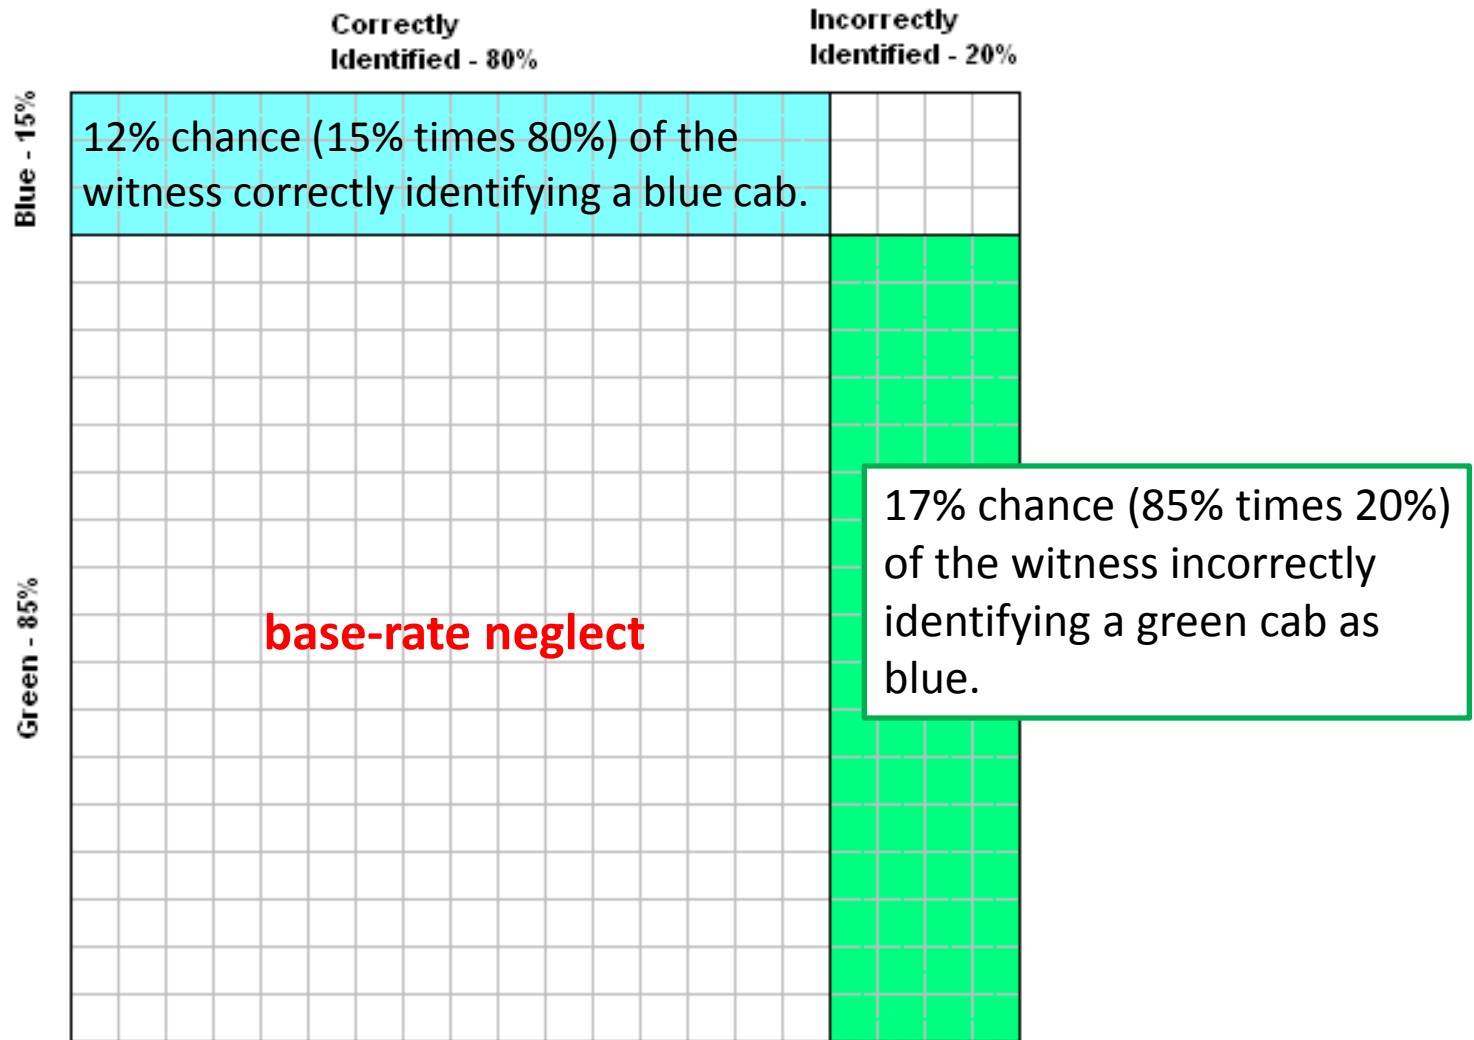 Correctly
Identified - 80%
Incorrectly
Identified - 20%
Blue - 15%
12% chance (15% times 80%) of the
witness correctly identifying a blue cab.
Green - 85%
base-rate neglect
17% chance (85% times 20%)
of the witness incorrectly
identifying a green cab as
blue.